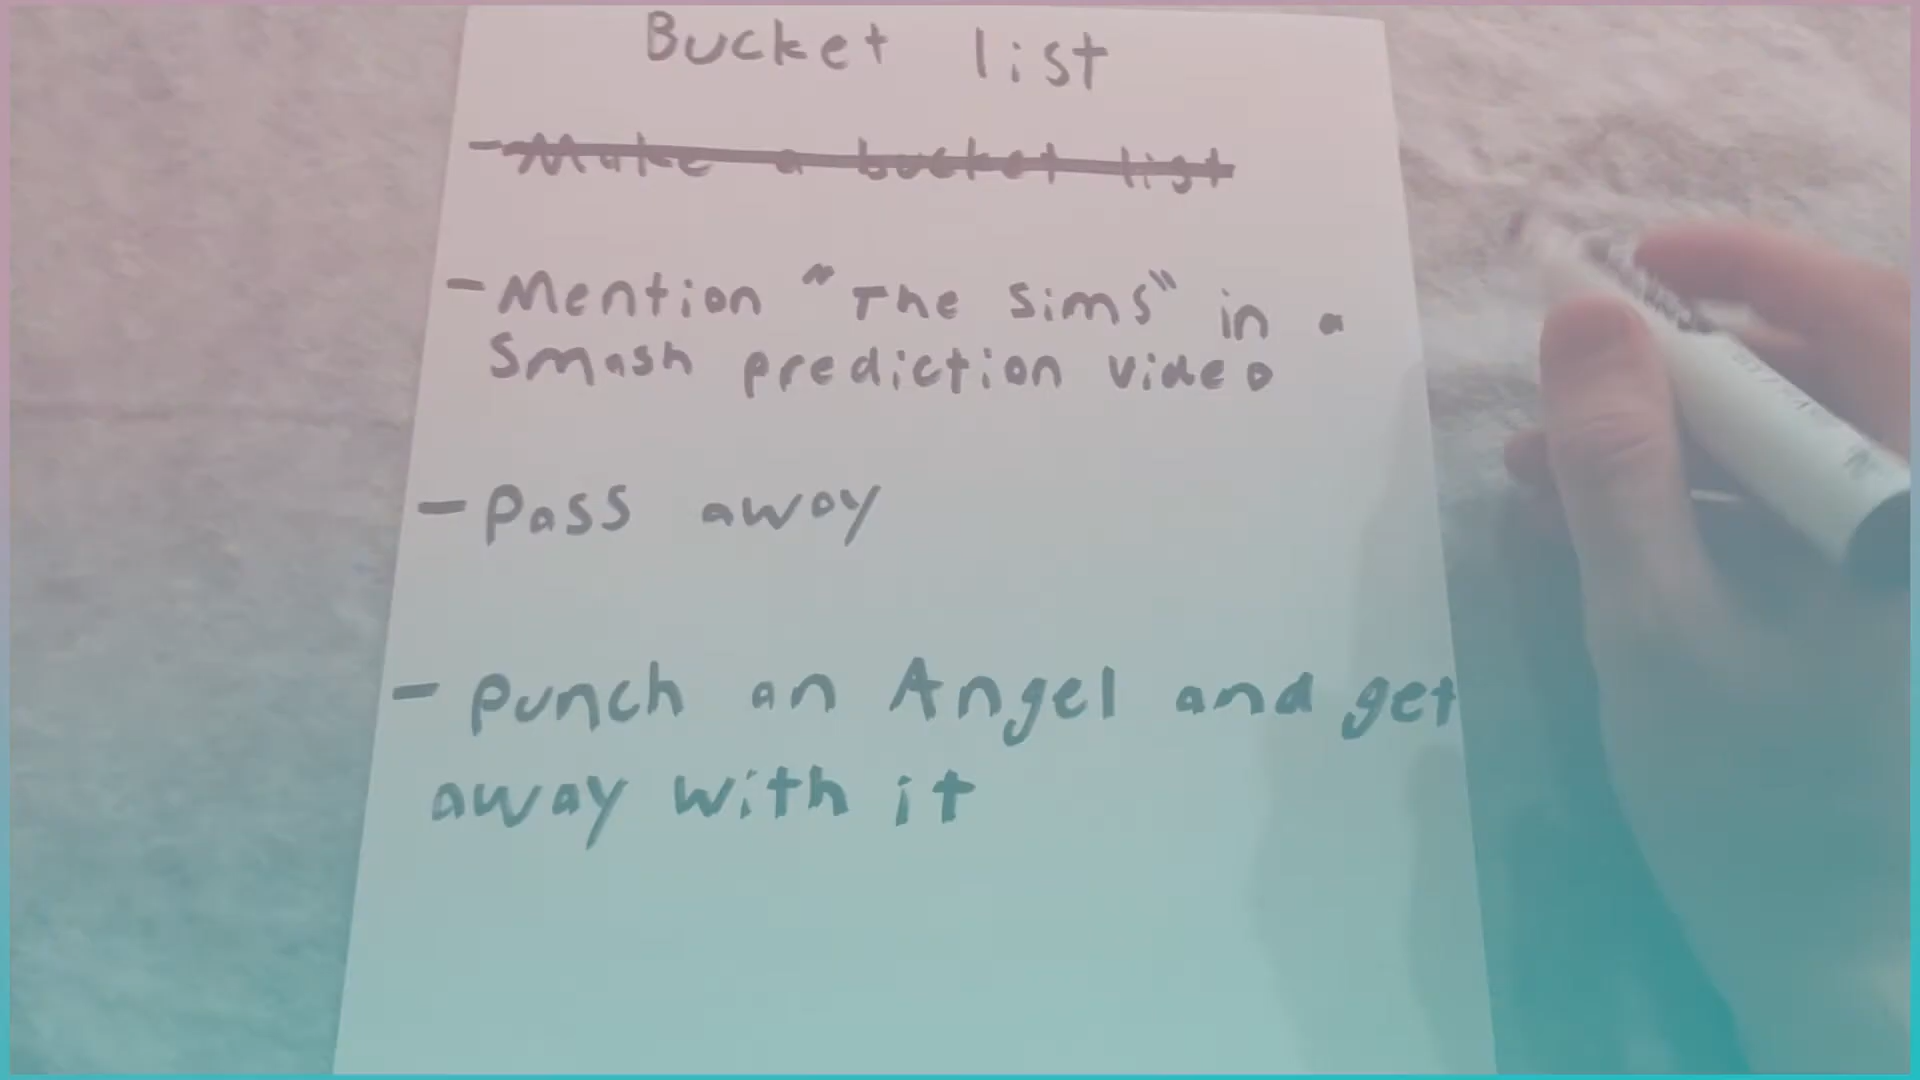 Bucket list
- Make a bucket list
- Mention "The Sims" in a
Smash prediction video
- Pass away
- punch an Angel and get
away with it